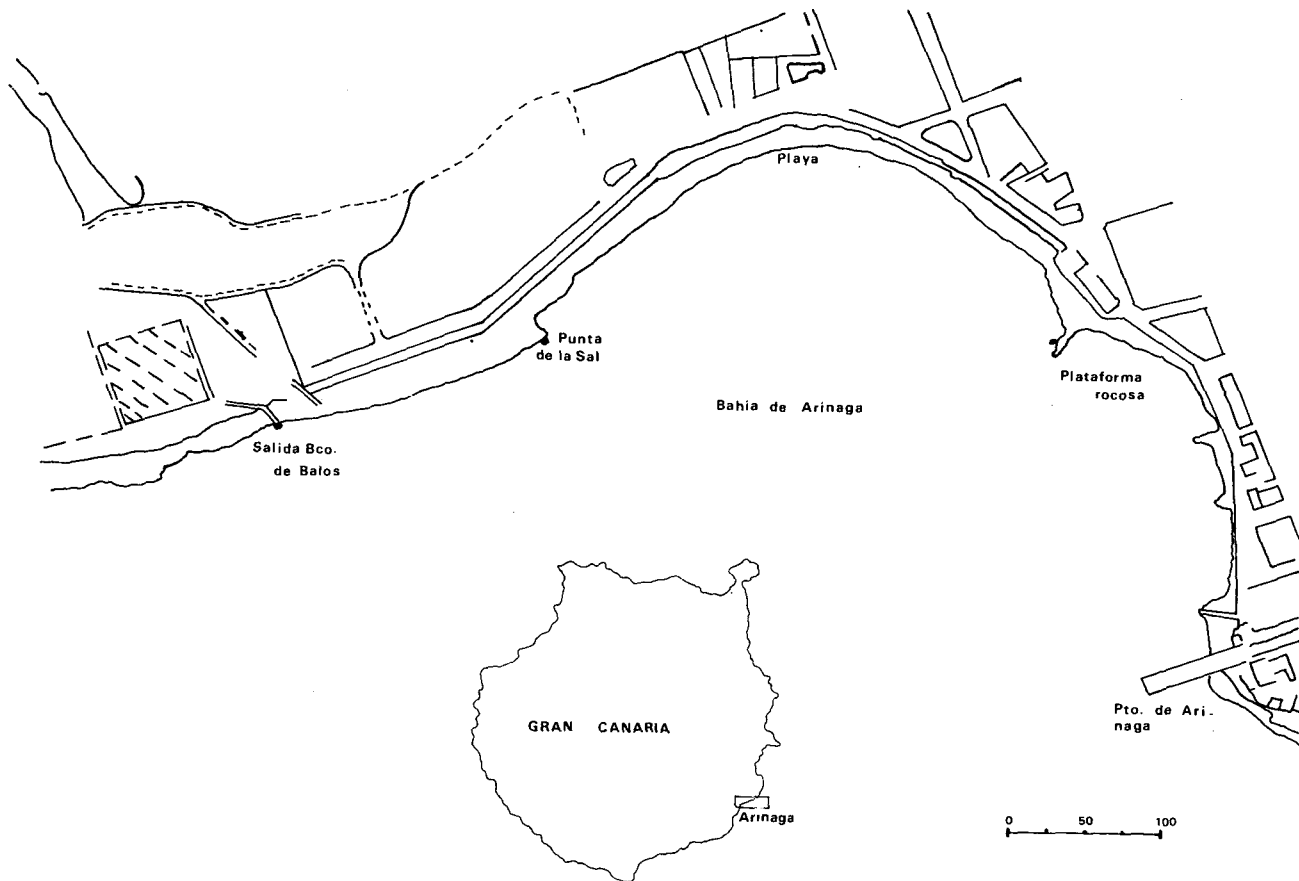 Playa
Punta
de la Sal
Plataforma
rocosa
Bahia de Arinaga
Salida Bco.
de Balos
GRAN CANARIA
Pto. de Ari-
naga
Arinaga
0 50 100